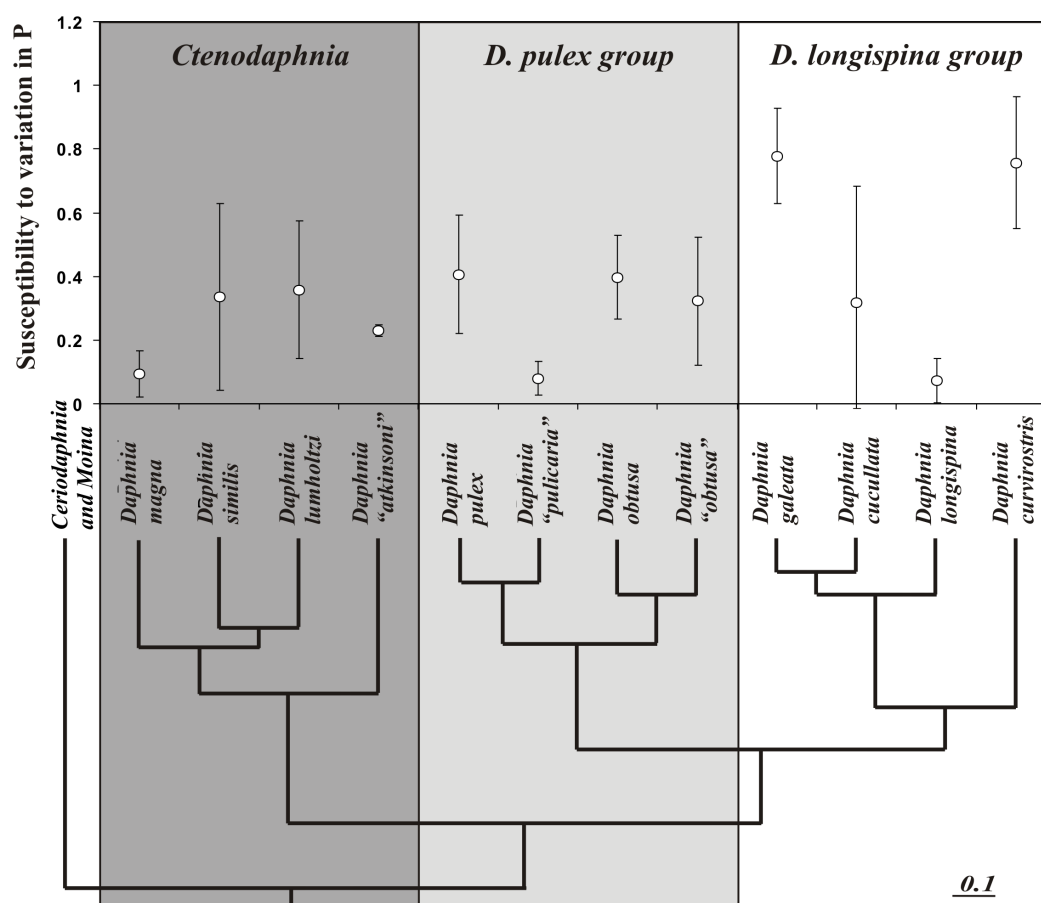 Susceptibility to variation in P
1.2
1
0.8
0.6
0.4
0.2
0
Ctenodaphnia
D. pulex group
D. longispina group
Ceriodaphnia
and Moina
Daphnia
magna
Daphnia
similis
Daphnia
lumholtzi
Daphnia
“atkinsoni”
Daphnia
pulex
Daphnia
“pulicaria”
Daphnia
obtusa
Daphnia
“obtusa”
Daphnia
galeata
Daphnia
cucullata
Daphnia
longispina
Daphnia
curvirostris
0.1